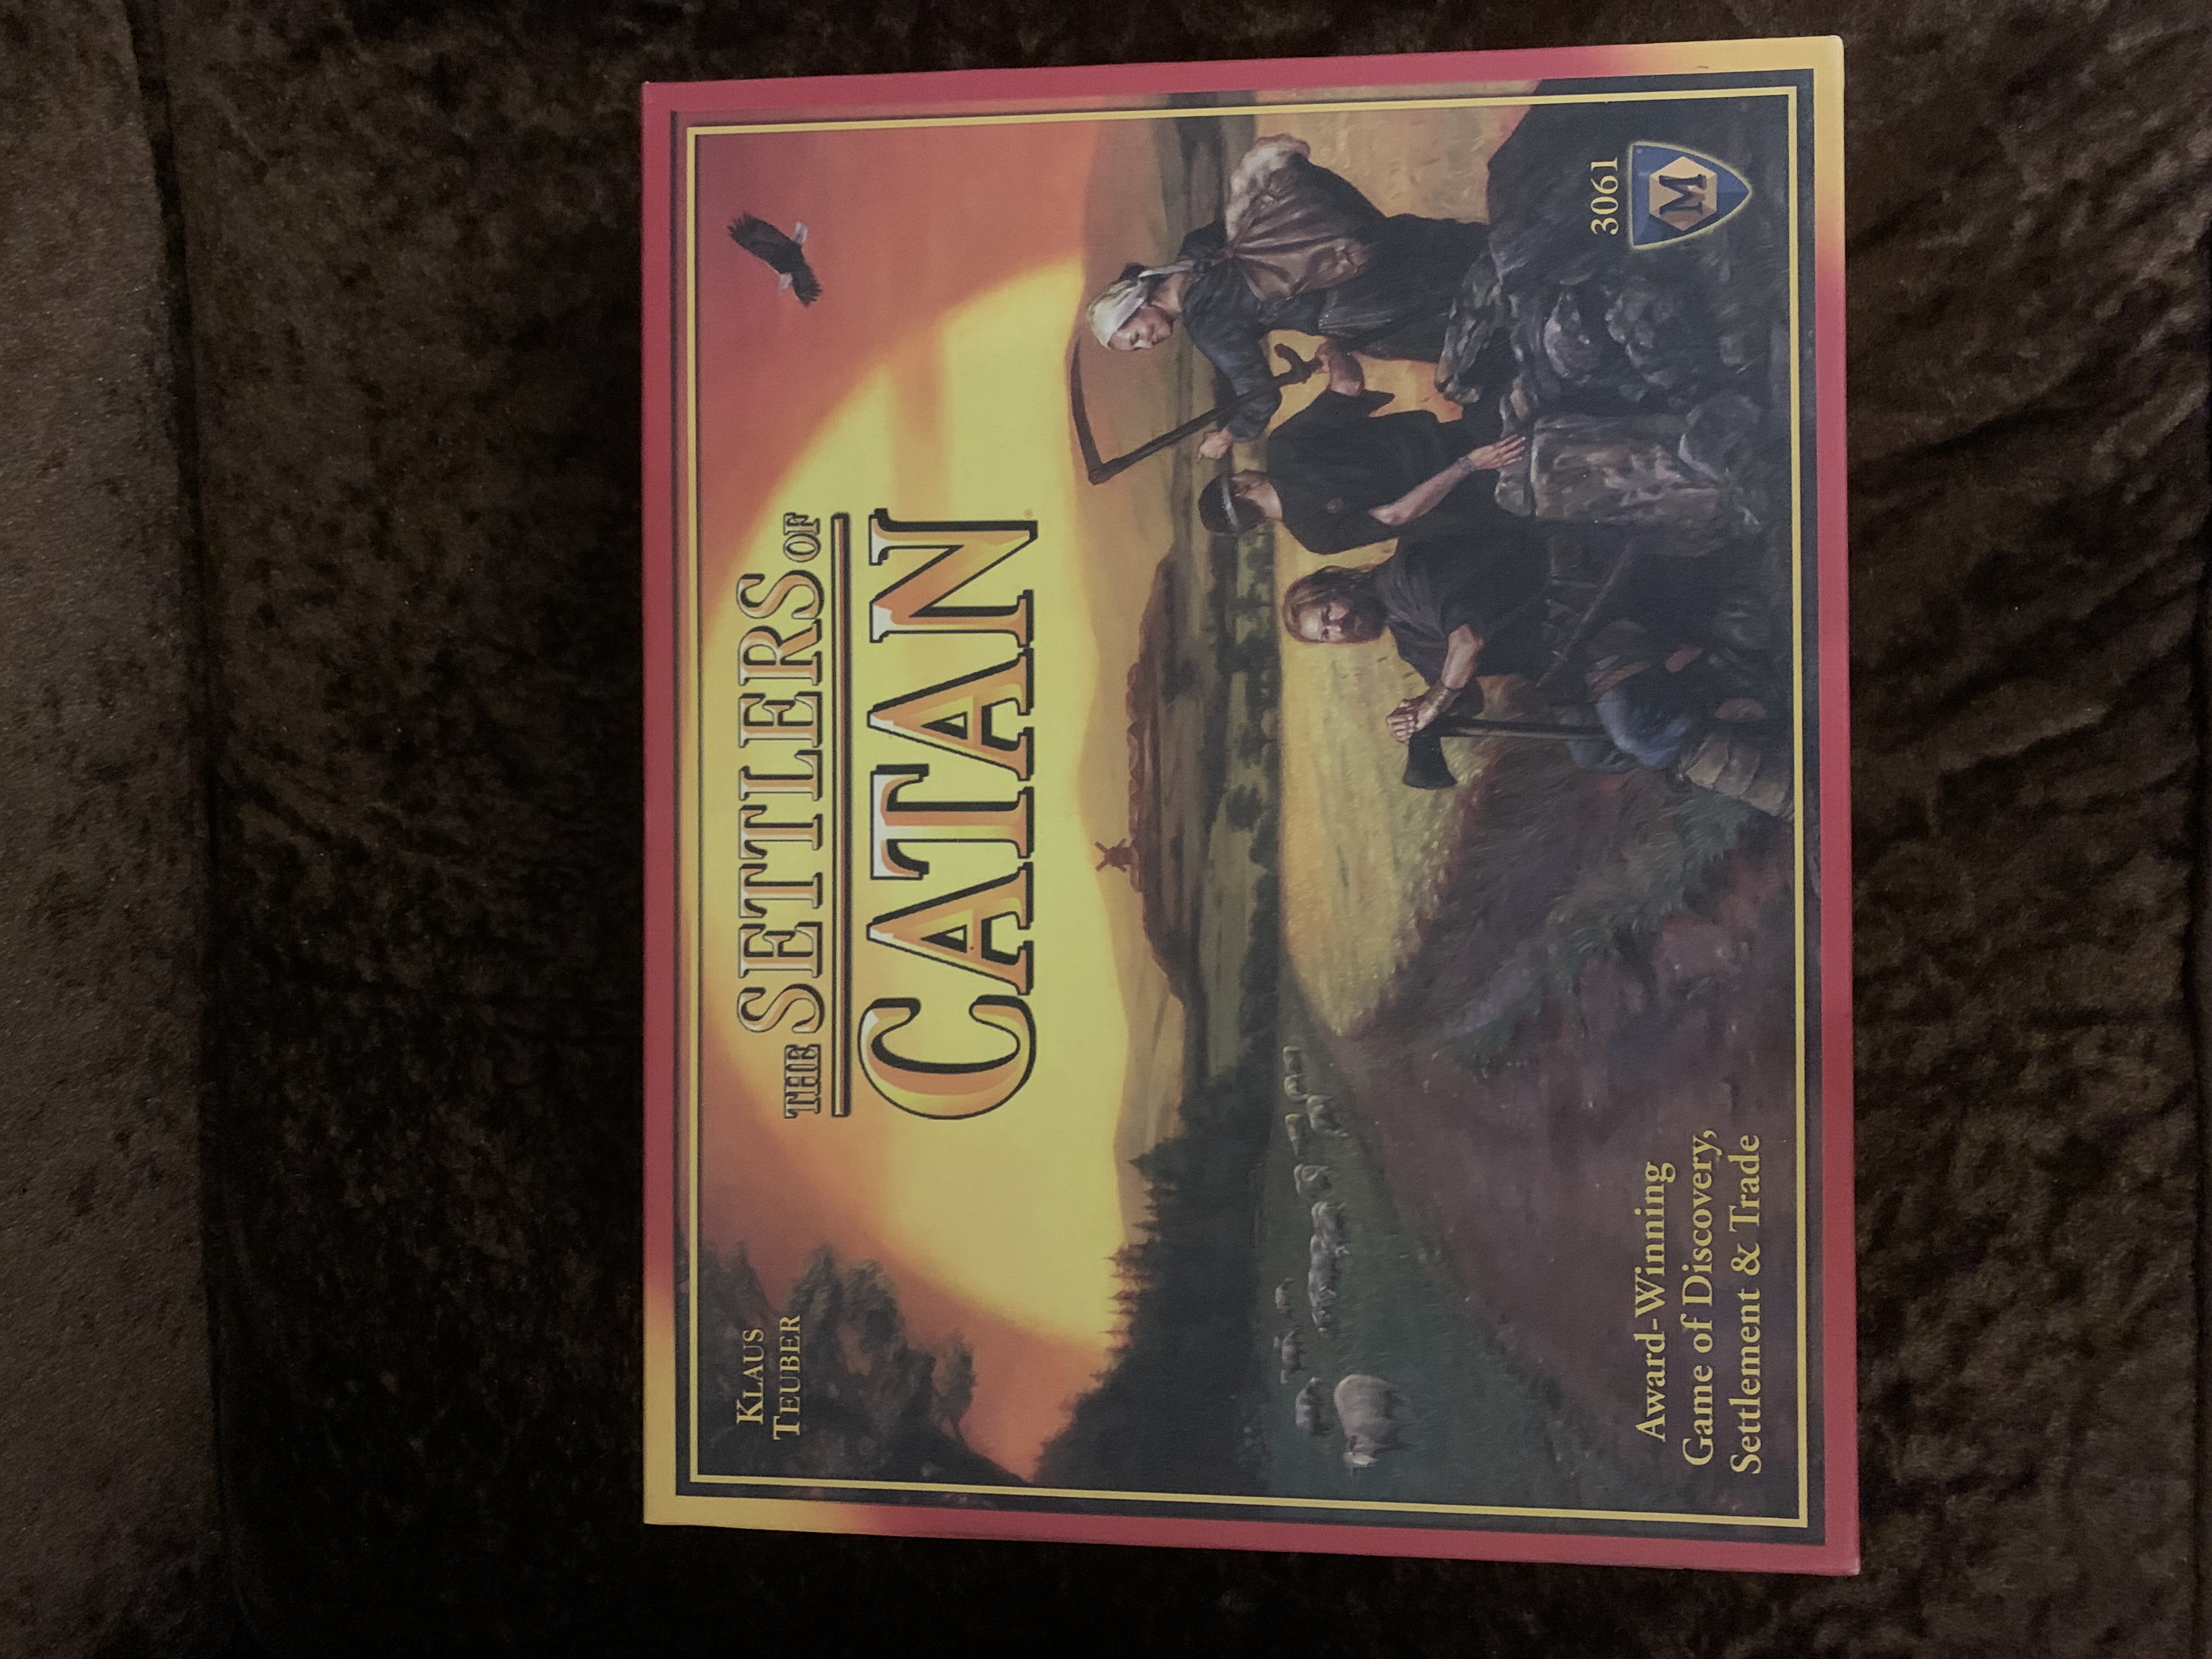 KLAUS
TEUBER
THE SETTLERS OF
CATAN
3061
M
Award-Winning
Game of Discovery,
Settlement & Trade